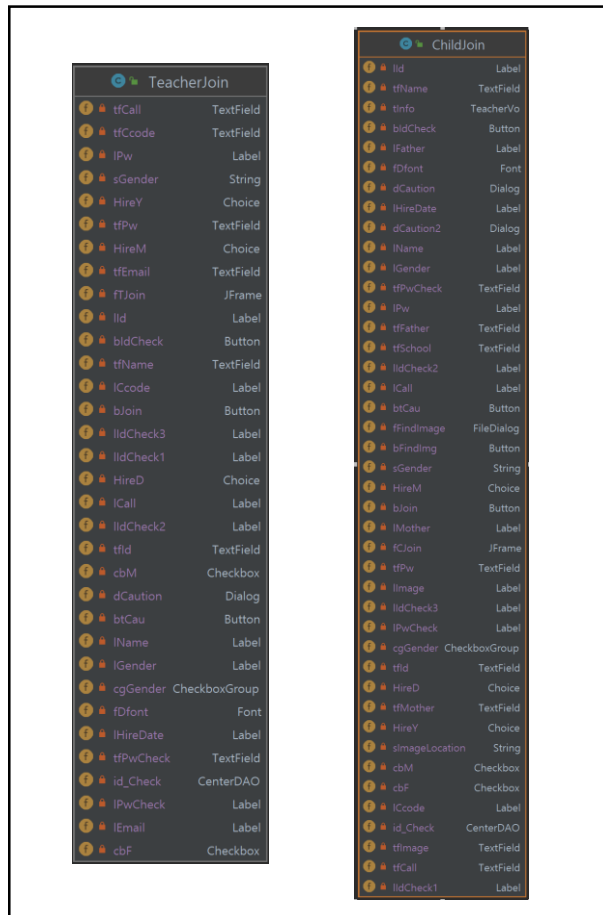 TeacherJoin
tfCall TextField
tfCcode TextField
lPw Label
sGender String
HireY Choice
tfPw TextField
HireM Choice
tfEmail TextField
fTJoin JFrame
lId Label
bIdCheck Button
tfName TextField
lCcode Label
bJoin Button
lIdCheck3 Label
lIdCheck1 Label
HireD Choice
lCall Label
lIdCheck2 Label
tfId TextField
cbM Checkbox
dCaution Dialog
btCau Button
lName Label
lGender Label
cgGender CheckboxGroup
fDfont Font
lHireDate Label
tfPwCheck TextField
id_Check CenterDAO
lPwCheck Label
lEmail Label
cbF Checkbox
ChildJoin
lId Label
tfName TextField
tInfo TeacherVo
bIdCheck Button
lFather Label
fDfont Font
dCaution Dialog
lHireDate Label
dCaution2 Dialog
lName Label
lGender Label
tfPwCheck TextField
lPw Label
tfFather TextField
tfSchool TextField
lIdCheck2 Label
lCall Label
btCau Button
fFindImage FileDialog
bFindImg Button
sGender String
HireM Choice
bJoin Button
lMother Label
fCJoin JFrame
tfPw TextField
lImage Label
lIdCheck3 Label
lPwCheck Label
cgGender CheckboxGroup
tfId TextField
HireD Choice
tfMother TextField
HireY Choice
sImageLocation String
cbM Checkbox
cbF Checkbox
lCcode Label
id_Check CenterDAO
tfImage TextField
tfCall TextField
lIdCheck1 Label